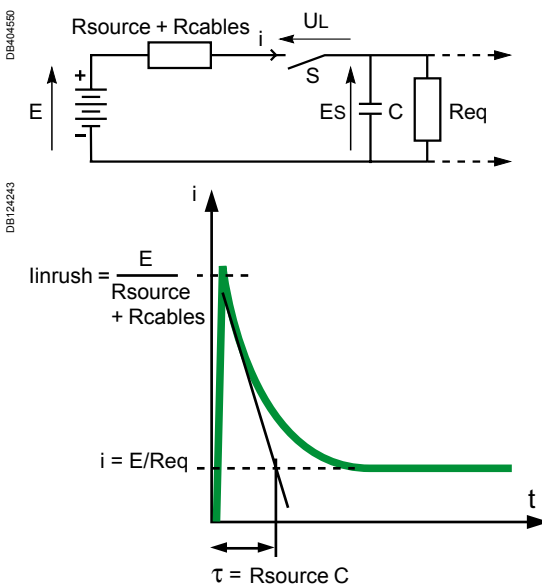 DB404550
Rsource + Rcables
i
UL
S
+
E
-
ES
C
Req
DB124243
i
Iinrush = E
Rsource
+ Rcables
i = E/Req
t
τ = Rsource C